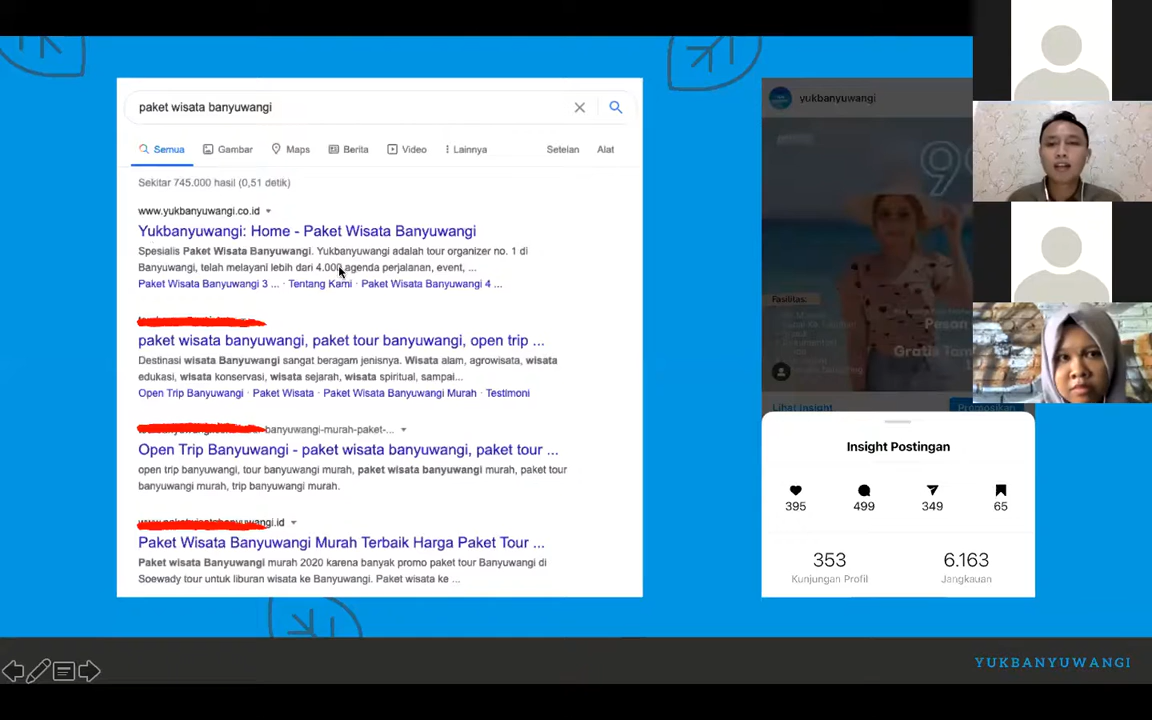 paket wisata banyuwangi
Semua Gambar Maps Berita Video Lainnya Setelan Alat
Sekitar 745.000 hasil (0,51 detik)
www.yukbanyuwangi.co.id
Yukbanyuwangi: Home - Paket Wisata Banyuwangi
Spesialis Paket Wisata Banyuwangi. Yukbanyuwangi adalah tour organizer no. 1 di
Banyuwangi, telah melayani lebih dari 4.000 agenda perjalanan, event, ...
Paket Wisata Banyuwangi 3 ... · Tentang Kami · Paket Wisata Banyuwangi 4 ...
paket wisata banyuwangi, paket tour banyuwangi, open trip ...
Destinasi wisata Banyuwangi sangat beragam jenisnya. Wisata alam, agrowisata, wisata
edukasi, wisata konservasi, wisata sejarah, wisata spiritual, sampai...
Open Trip Banyuwangi · Paket Wisata · Paket Wisata Banyuwangi Murah · Testimoni
banyuwangi-murah-paket-...
Open Trip Banyuwangi - paket wisata banyuwangi, paket tour ...
open trip banyuwangi, tour banyuwangi murah, paket wisata banyuwangi murah, paket tour
banyuwangi murah, trip banyuwangi murah.
Paket Wisata Banyuwangi Murah Terbaik Harga Paket Tour ...
Paket wisata Banyuwangi murah 2020 karena banyak promo paket tour Banyuwangi di
Soewady tour untuk liburan wisata ke Banyuwangi. Paket wisata ke ...
yukbanyuwangi
Fasilitas:
Pesan
Gratis
Lihat Insight
Insight Postingan
395 499 349 65
353 6.163
Kunjungan Profil Jangkauan
YUKBANYUWANGI